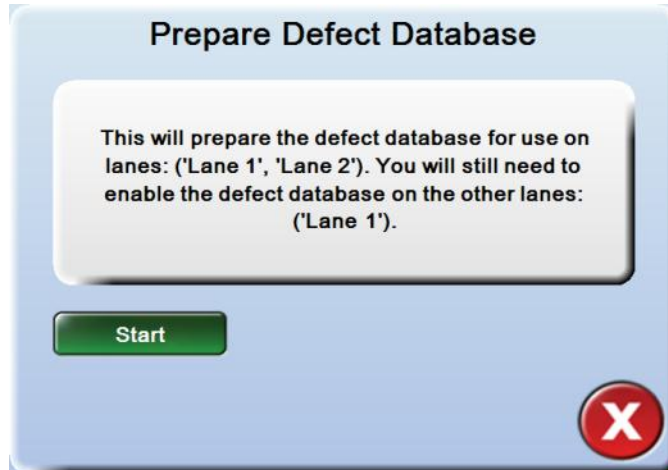 Prepare Defect Database
This will prepare the defect database for use on
lanes: ('Lane 1', 'Lane 2'). You will still need to
enable the defect database on the other lanes:
('Lane 1').
Start
X